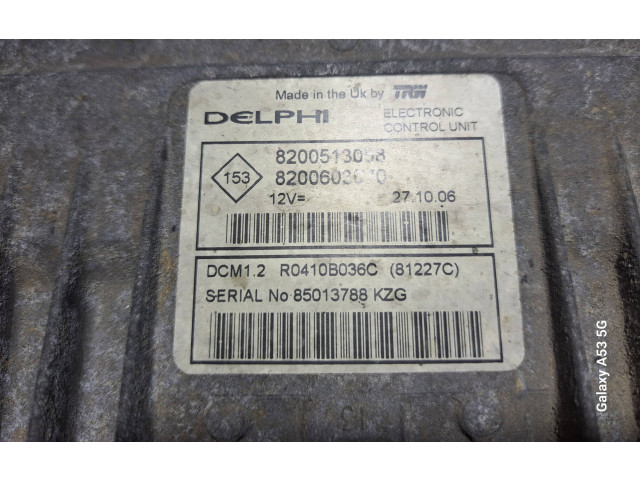 Made in the Uk by TRW
DELPHI
ELECTRONIC
CONTROL UNIT
153
12V=
27.10.06
DCM1.2 R0410B036C (81227C)
SERIAL No 85013788 KZG
Galaxy A53 5G